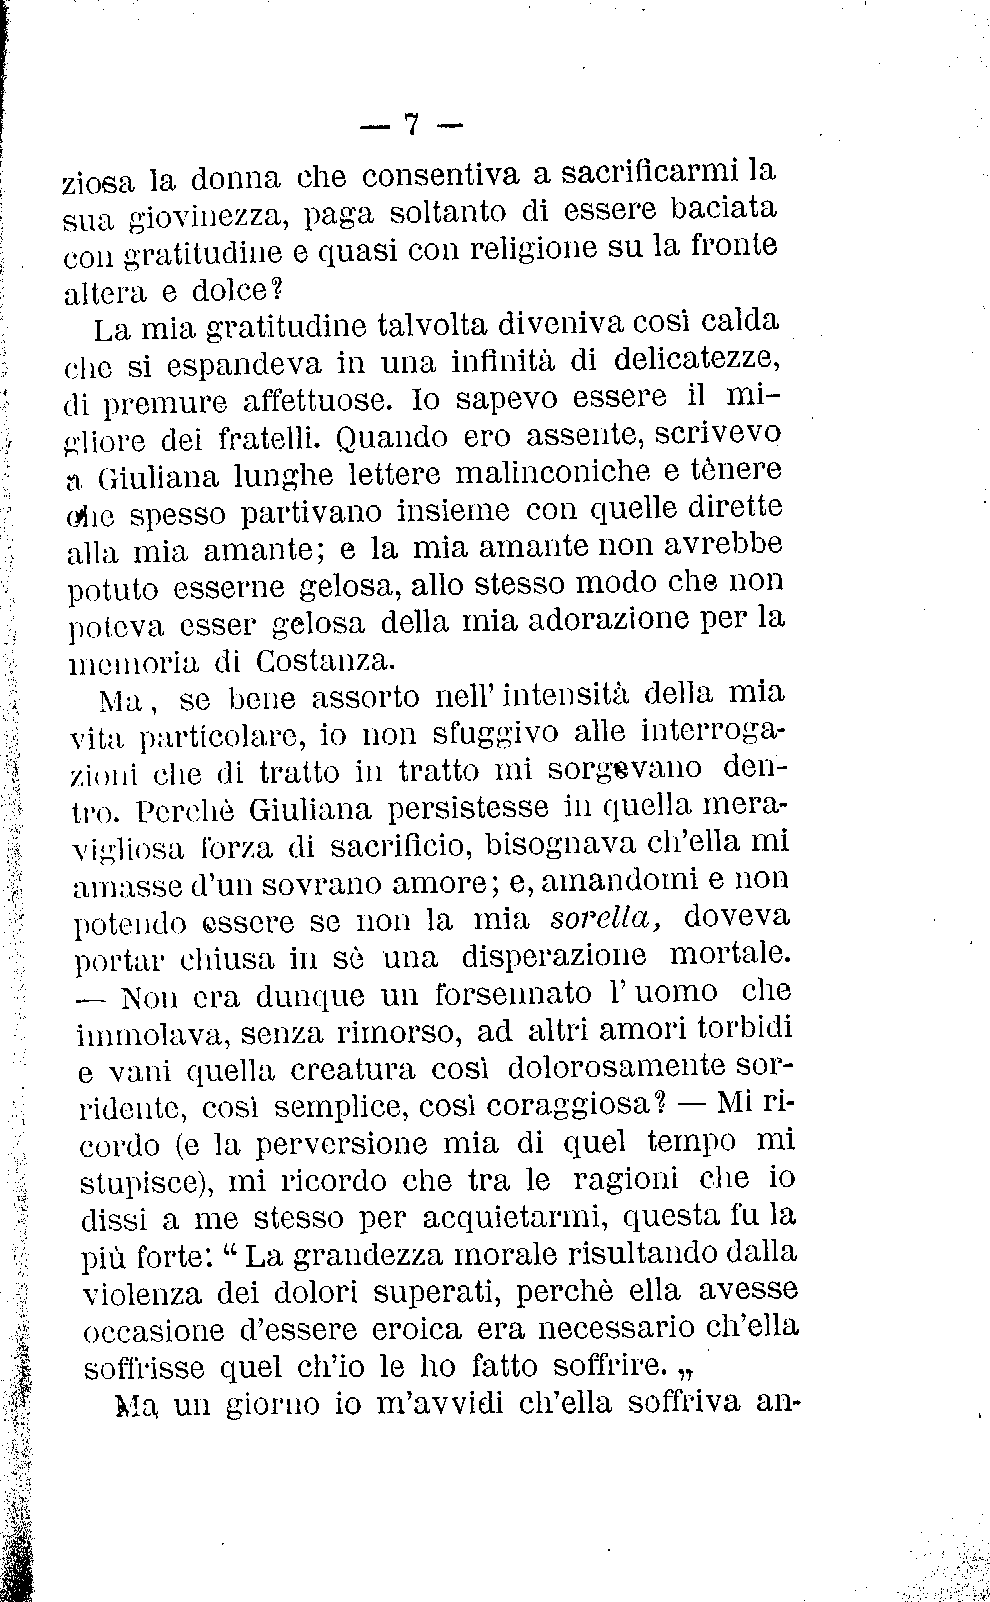 — 7 —
ziosa la donna che consentiva a sacrificarmi la
sua giovinezza, paga soltanto di essere baciata
con gratitudine e quasi con religione su la fronte
altera e dolce?
La mia gratitudine talvolta diveniva così calda
che si espandeva in una infinità di delicatezze,
di premure affettuose. Io sapevo essere il mi-
gliore dei fratelli. Quando ero assente, scrivevo
a Giuliana lunghe lettere malinconiche e tènere
che spesso partivano insieme con quelle dirette
alla mia amante; e la mia amante non avrebbe
potuto esserne gelosa, allo stesso modo che non
poteva esser gelosa della mia adorazione per la
memoria di Costanza.
Ma, se bene assorto nell' intensità della mia
vita particolare, io non sfuggivo alle interroga-
zioni che di tratto in tratto mi sorgevano den-
tro. Perchè Giuliana persistesse in quella mera-
vigliosa forza di sacrificio, bisognava ch'ella mi
amasse d'un sovrano amore; e, amandomi e non
potendo essere se non la mia sorella, doveva
portar chiusa in sè una disperazione mortale.
— Non era dunque un forsennato l' uomo che
immolava, senza rimorso, ad altri amori torbidi
e vani quella creatura così dolorosamente sor-
ridente, così semplice, così coraggiosa? — Mi ri-
cordo (e la perversione mia di quel tempo mi
stupisce), mi ricordo che tra le ragioni che io
dissi a me stesso per acquietarmi, questa fu la
più forte: “ La grandezza morale risultando dalla
violenza dei dolori superati, perchè ella avesse
occasione d'essere eroica era necessario ch'ella
soffrisse quel ch'io le ho fatto soffrire. „
Ma un giorno io m'avvidi ch'ella soffriva an-